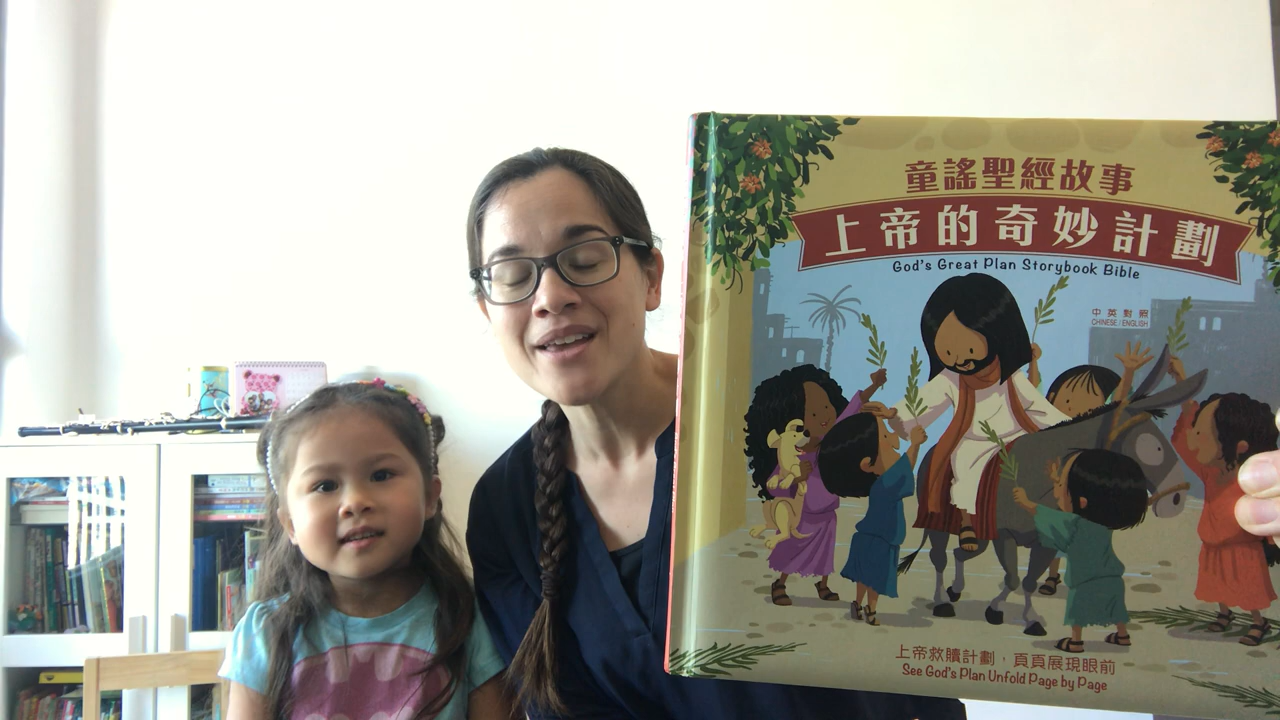 童謠聖經故事
上帝的奇妙計劃
God's Great Plan Storybook Bible
中英對照
CHINESE / ENGLISH
上帝救贖計劃，頁頁展現眼前
See God's Plan Unfold Page by Page